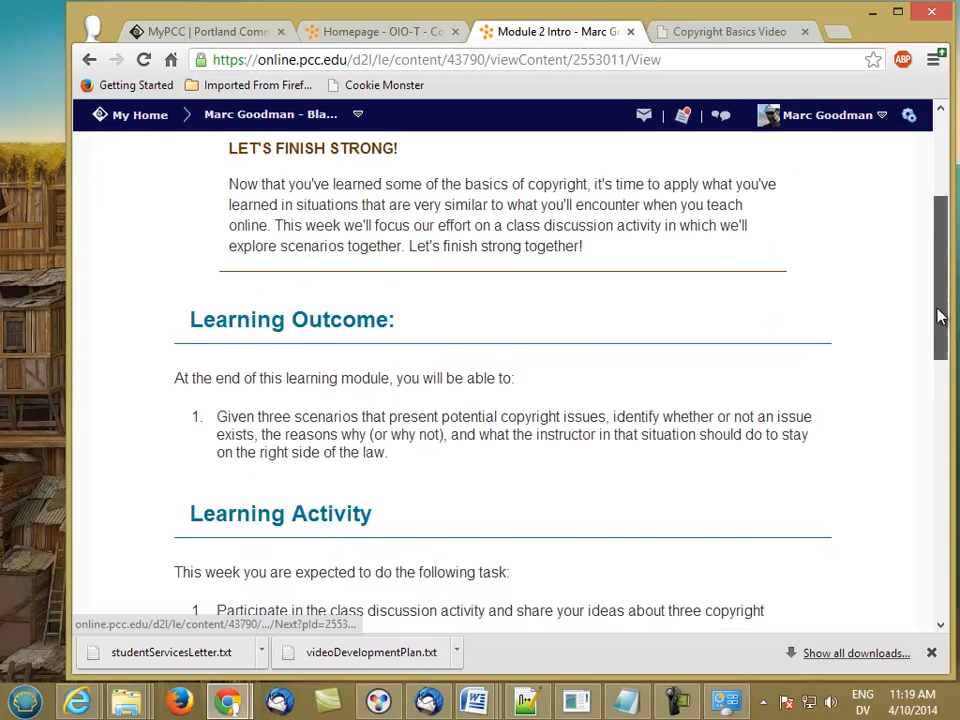 MyPCC | Portland Comm
Homepage - OIO-T - Co
Module 2 Intro - Marc G
Copyright Basics Video
https://online.pcc.edu/d2l/le/content/43790/viewContent/2553011/View
ABP
Getting Started
Imported From Firef...
Cookie Monster
My Home
Marc Goodman - Bla...
Marc Goodman
LET'S FINISH STRONG!
Now that you've learned some of the basics of copyright, it's time to apply what you've
learned in situations that are very similar to what you'll encounter when you teach
online. This week we'll focus our effort on a class discussion activity in which we'll
explore scenarios together. Let's finish strong together!
Learning Outcome:
At the end of this learning module, you will be able to:
1. Given three scenarios that present potential copyright issues, identify whether or not an issue
exists, the reasons why (or why not), and what the instructor in that situation should do to stay
on the right side of the law.
Learning Activity
This week you are expected to do the following task:
1. Participate in the class discussion activity and share your ideas about three copyright
online.pcc.edu/d2l/le/content/43790/.../Next?pId=2553...
studentServicesLetter.txt
videoDevelopmentPlan.txt
Show all downloads...
ENG
DV
11:19 AM
4/10/2014